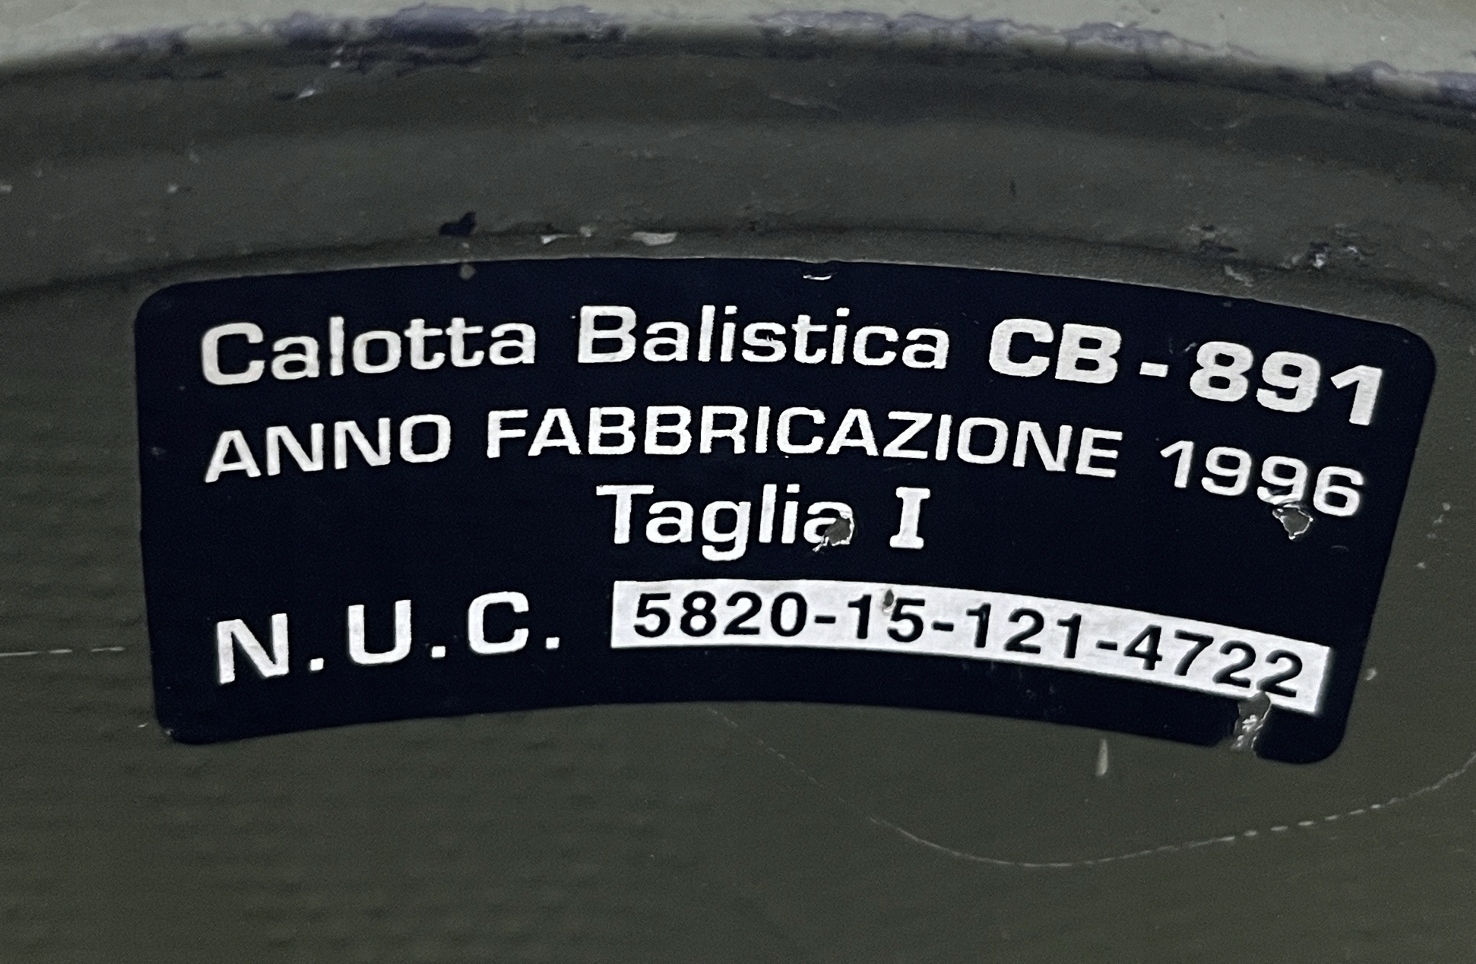 Calotta Balistica CB-891
ANNO FABBRICAZIONE 1996
Taglia I
N.U.C. 5820-15-121-4722